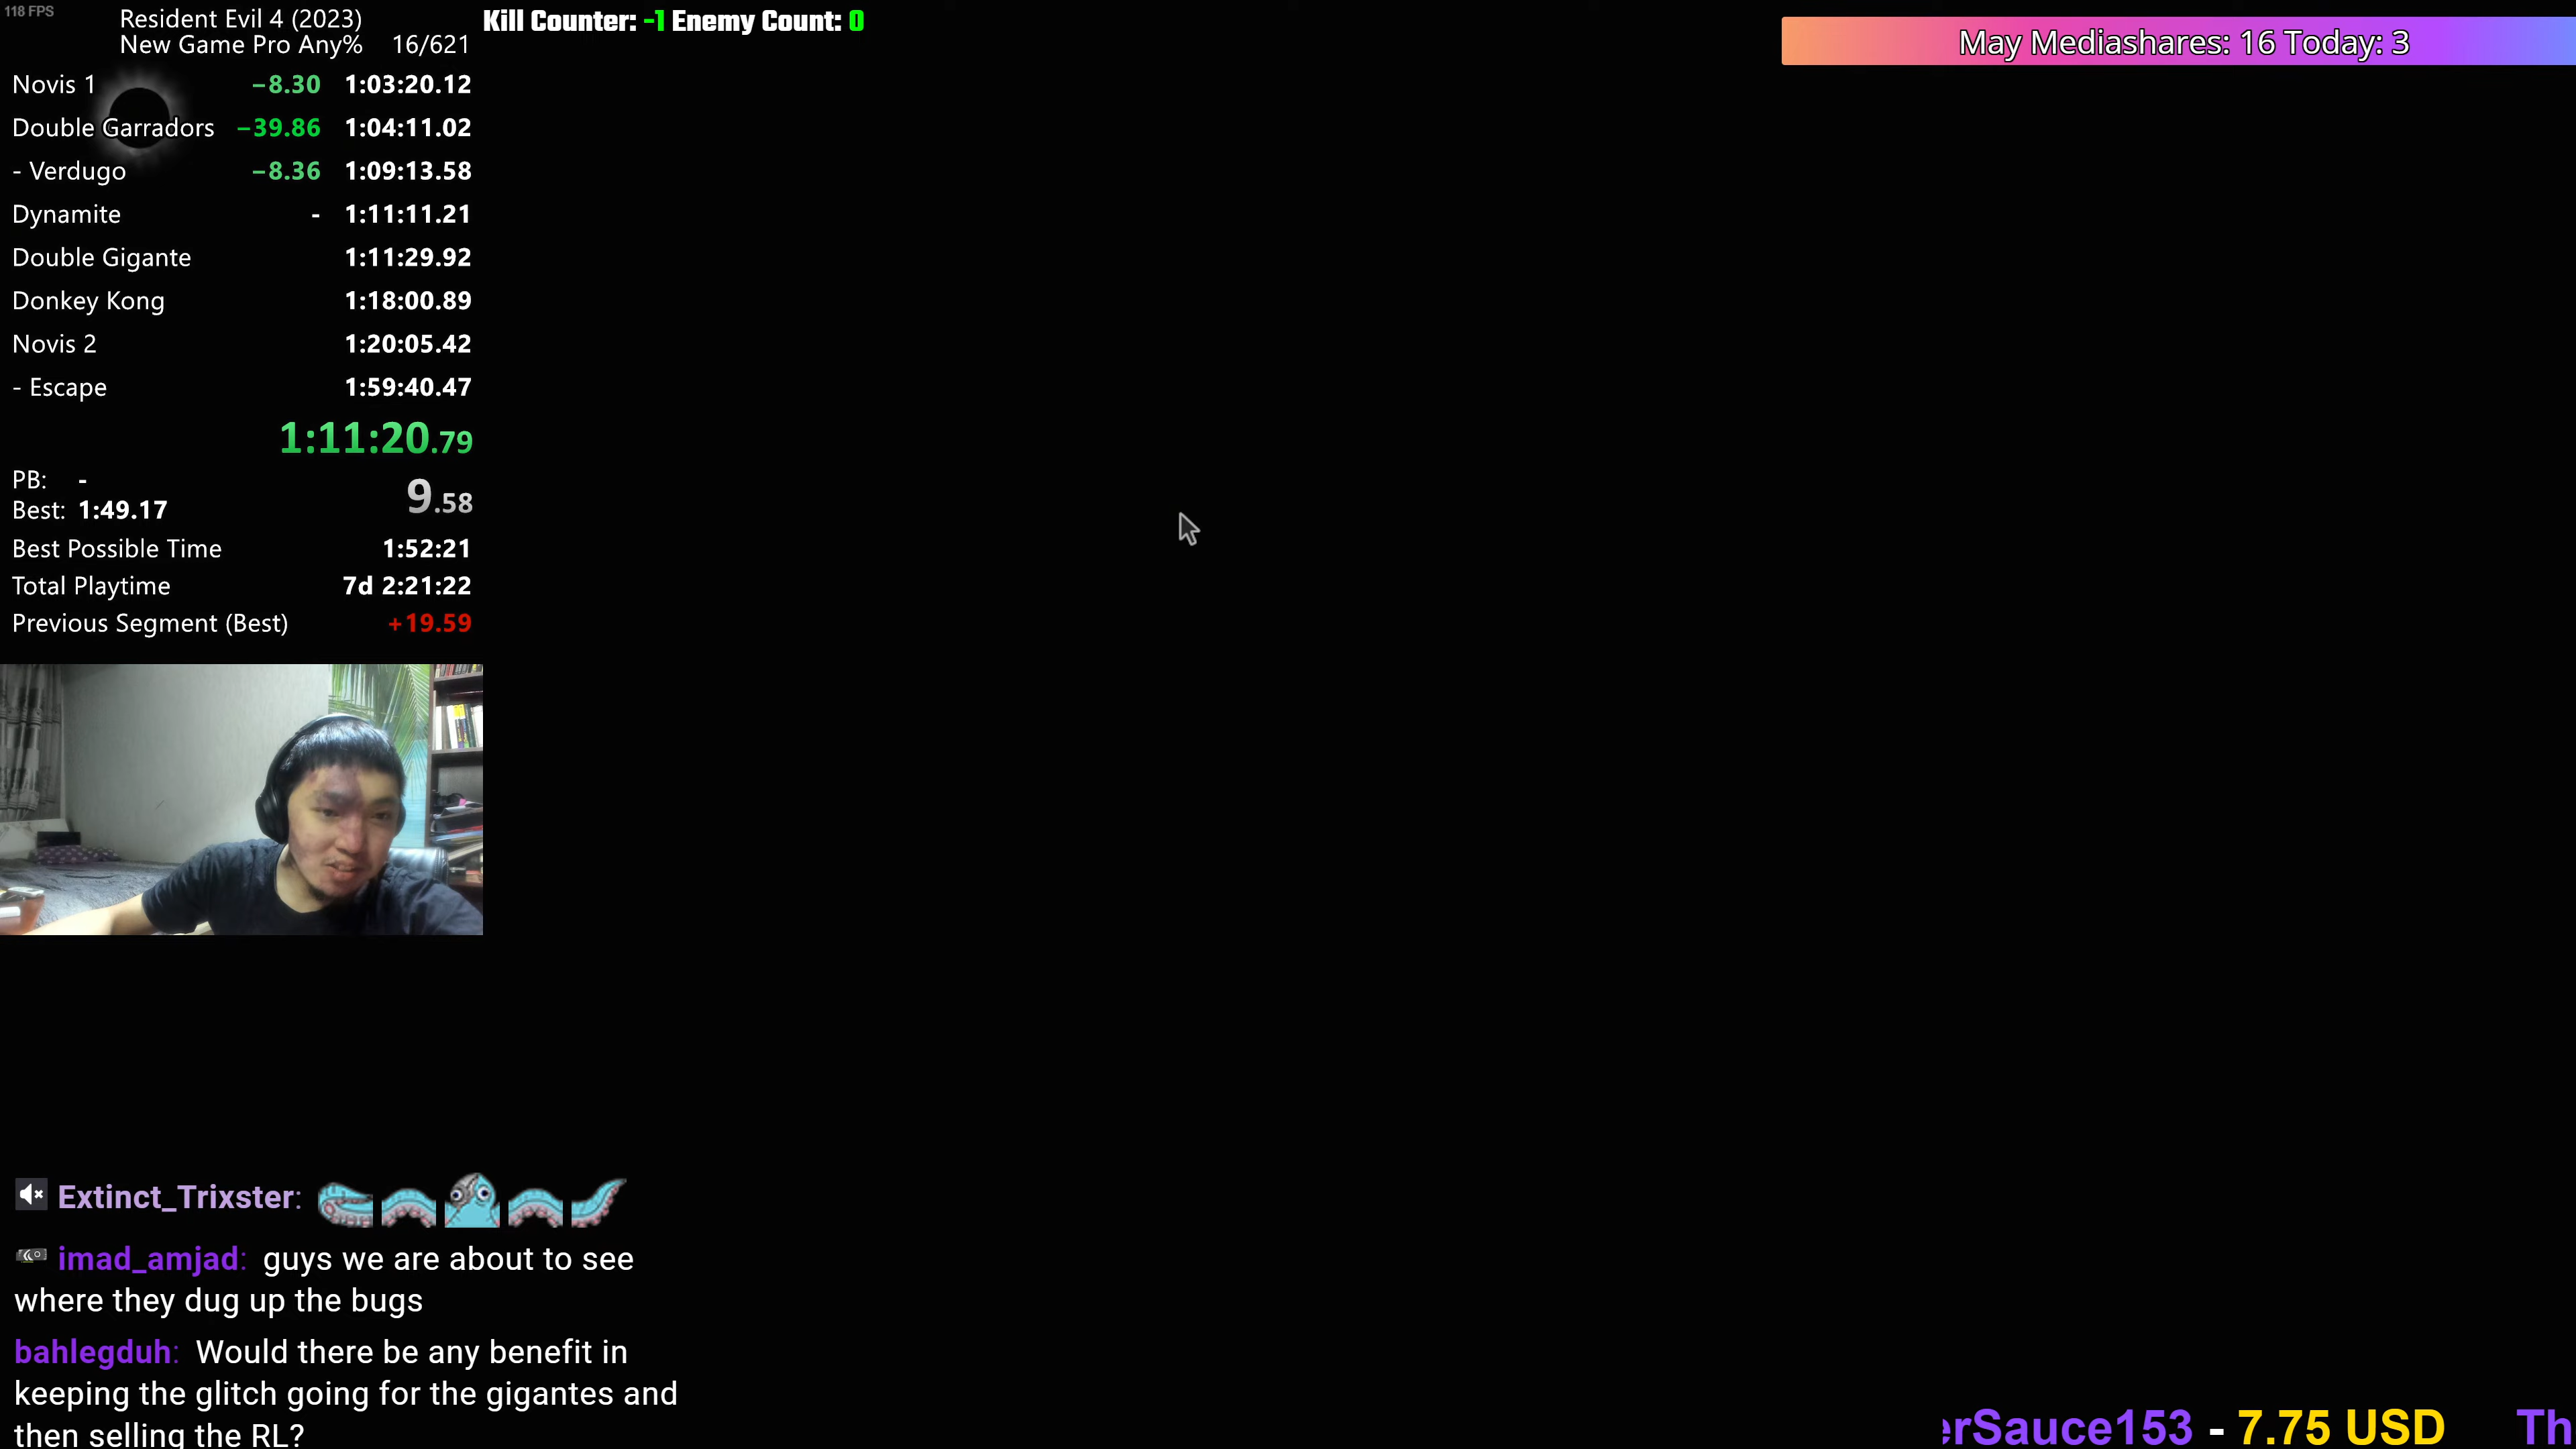 118 FPS
Resident Evil 4 (2023)
New Game Pro Any% 16/621
Kill Counter: -1 Enemy Count: 0
May Mediashares: 16 Today: 3
Novis 1 −8.30 1:03:20.12
Double Garradors −39.86 1:04:11.02
- Verdugo −8.36 1:09:13.58
Dynamite - 1:11:11.21
Double Gigante 1:11:29.92
Donkey Kong 1:18:00.89
Novis 2 1:20:05.42
- Escape 1:59:40.47
1:11:20.79
PB: -
9.58
Best: 1:49.17
Best Possible Time 1:52:21
Total Playtime 7d 2:21:22
Previous Segment (Best) +19.59
Extinct_Trixster:
imad_amjad: guys we are about to see
where they dug up the bugs
bahlegduh: Would there be any benefit in
keeping the glitch going for the gigantes and
then selling the RL?
rSauce153 - 7.75 USD Th